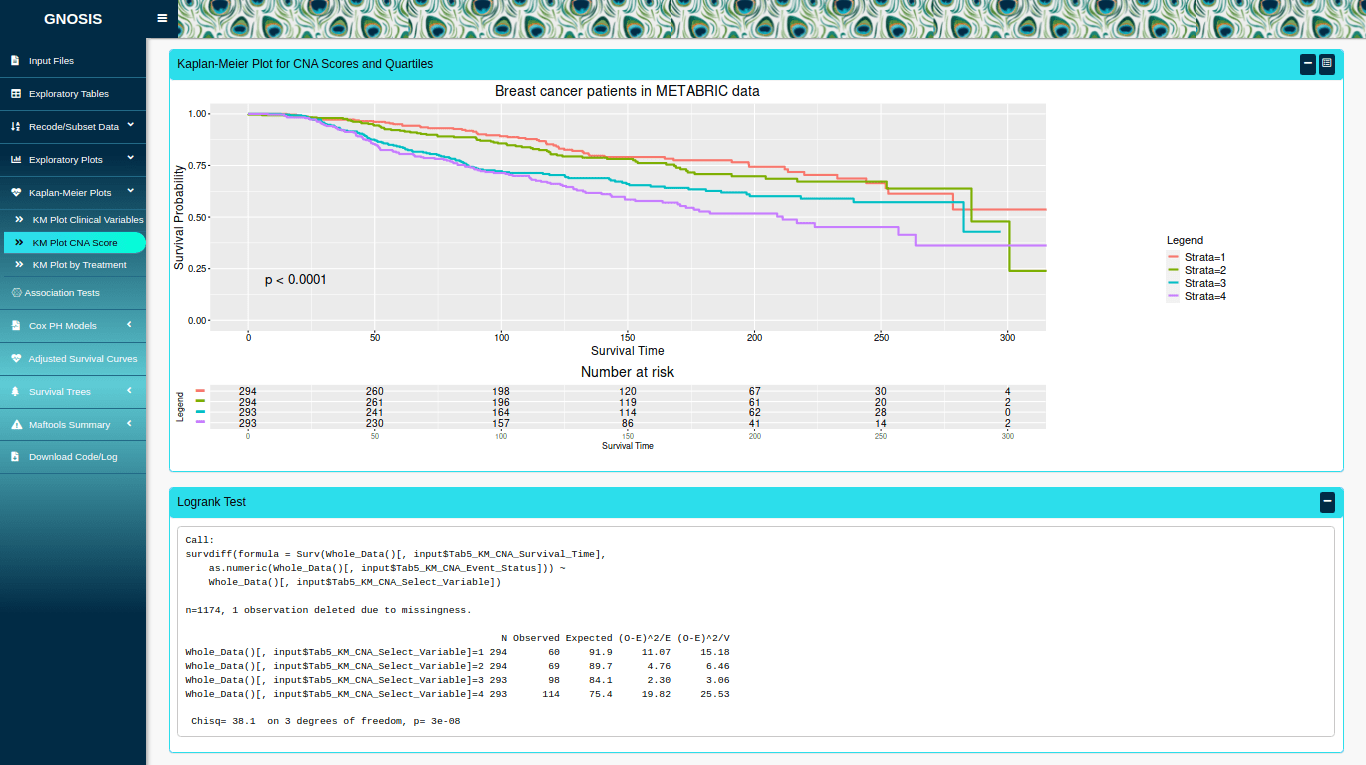 GNOSIS
Input Files
Exploratory Tables
Recode/Subset Data
Exploratory Plots
Kaplan-Meier Plots
KM Plot Clinical Variables
KM Plot CNA Score
KM Plot by Treatment
Association Tests
Cox PH Models
Adjusted Survival Curves
Survival Trees
Maftools Summary
Download Code/Log
Kaplan-Meier Plot for CNA Scores and Quartiles
Breast cancer patients in METABRIC data
Survival Probability
1.00
0.75
0.50
0.25
0.00
p < 0.0001
0 50 100 150 200 250 300
Survival Time
Legend
Strata=1
Strata=2
Strata=3
Strata=4
Number at risk
Legend
294 260 198 120 67 30 4
294 261 196 119 61 20 2
293 241 164 114 62 28 0
293 230 157 86 41 14 2
0 50 100 150 200 250 300
Survival Time
Logrank Test
Call:
survdiff(formula = Surv(Whole_Data()[, input$Tab5_KM_CNA_Survival_Time],
as.numeric(Whole_Data()[, input$Tab5_KM_CNA_Event_Status])) ~
Whole_Data()[, input$Tab5_KM_CNA_Select_Variable])
n=1174, 1 observation deleted due to missingness.
N Observed Expected (O-E)^2/E (O-E)^2/V
Whole_Data()[, input$Tab5_KM_CNA_Select_Variable]=1 294 60 91.9 11.07 15.18
Whole_Data()[, input$Tab5_KM_CNA_Select_Variable]=2 294 69 89.7 4.76 6.46
Whole_Data()[, input$Tab5_KM_CNA_Select_Variable]=3 293 98 84.1 2.30 3.06
Whole_Data()[, input$Tab5_KM_CNA_Select_Variable]=4 293 114 75.4 19.82 25.53
Chisq= 38.1 on 3 degrees of freedom, p= 3e-08